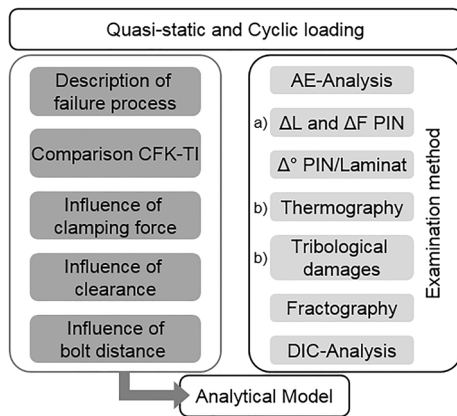 Quasi-static and Cyclic loading
Description of
failure process
Comparison CFK-TI
Influence of
clamping force
Influence of
clearance
Influence of
bolt distance
AE-Analysis
a) ΔL and ΔF PIN
Δ° PIN/Laminat
b) Thermography
b) Tribological
damages
Fractography
DIC-Analysis
Examination method
Analytical Model